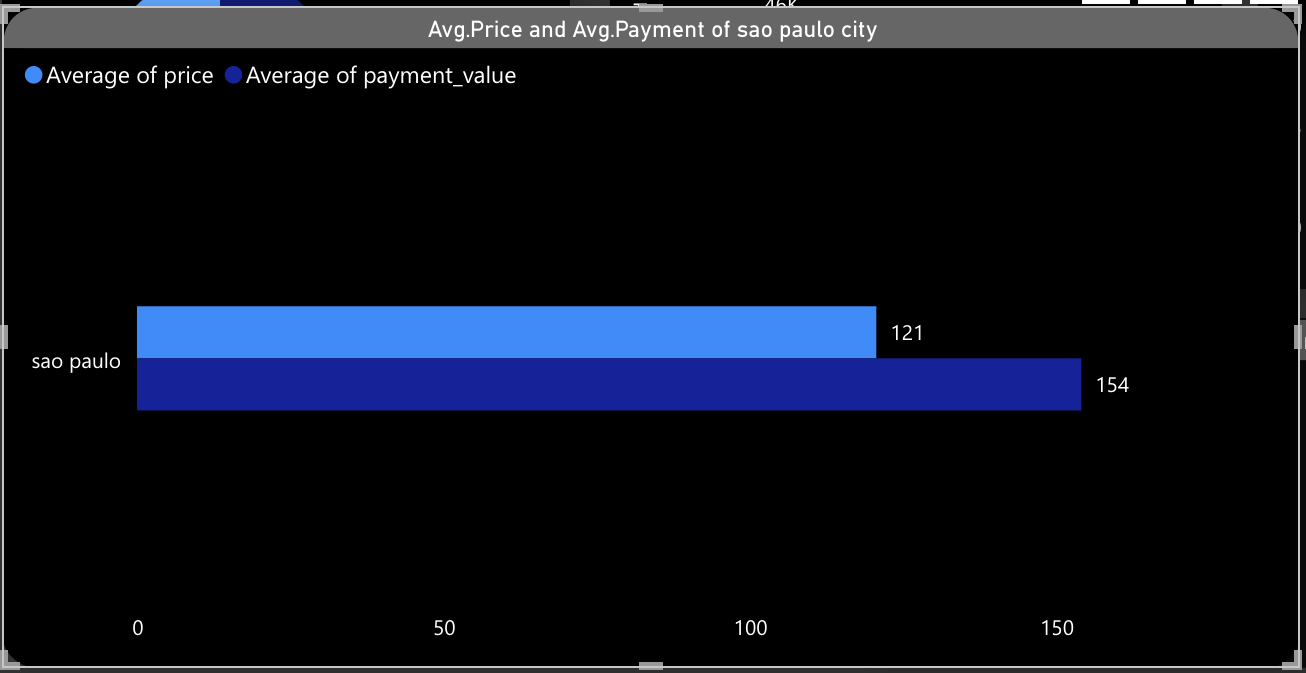 46K
Avg.Price and Avg.Payment of sao paulo city
Average of price Average of payment_value
121
sao paulo
154
0 50 100 150